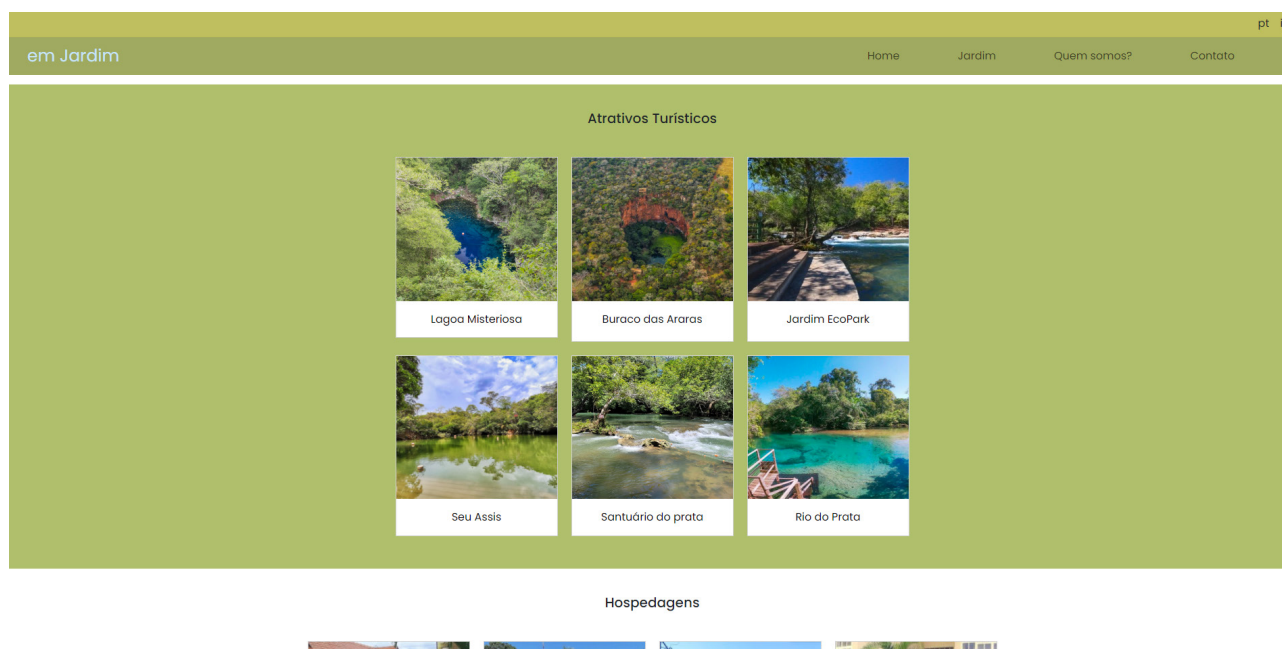 pt
em Jardim Home Jardim Quem somos? Contato
Atrativos Turísticos
Lagoa Misteriosa Buraco das Araras Jardim EcoPark
Seu Assis Santuário do prata Rio do Prata
Hospedagens